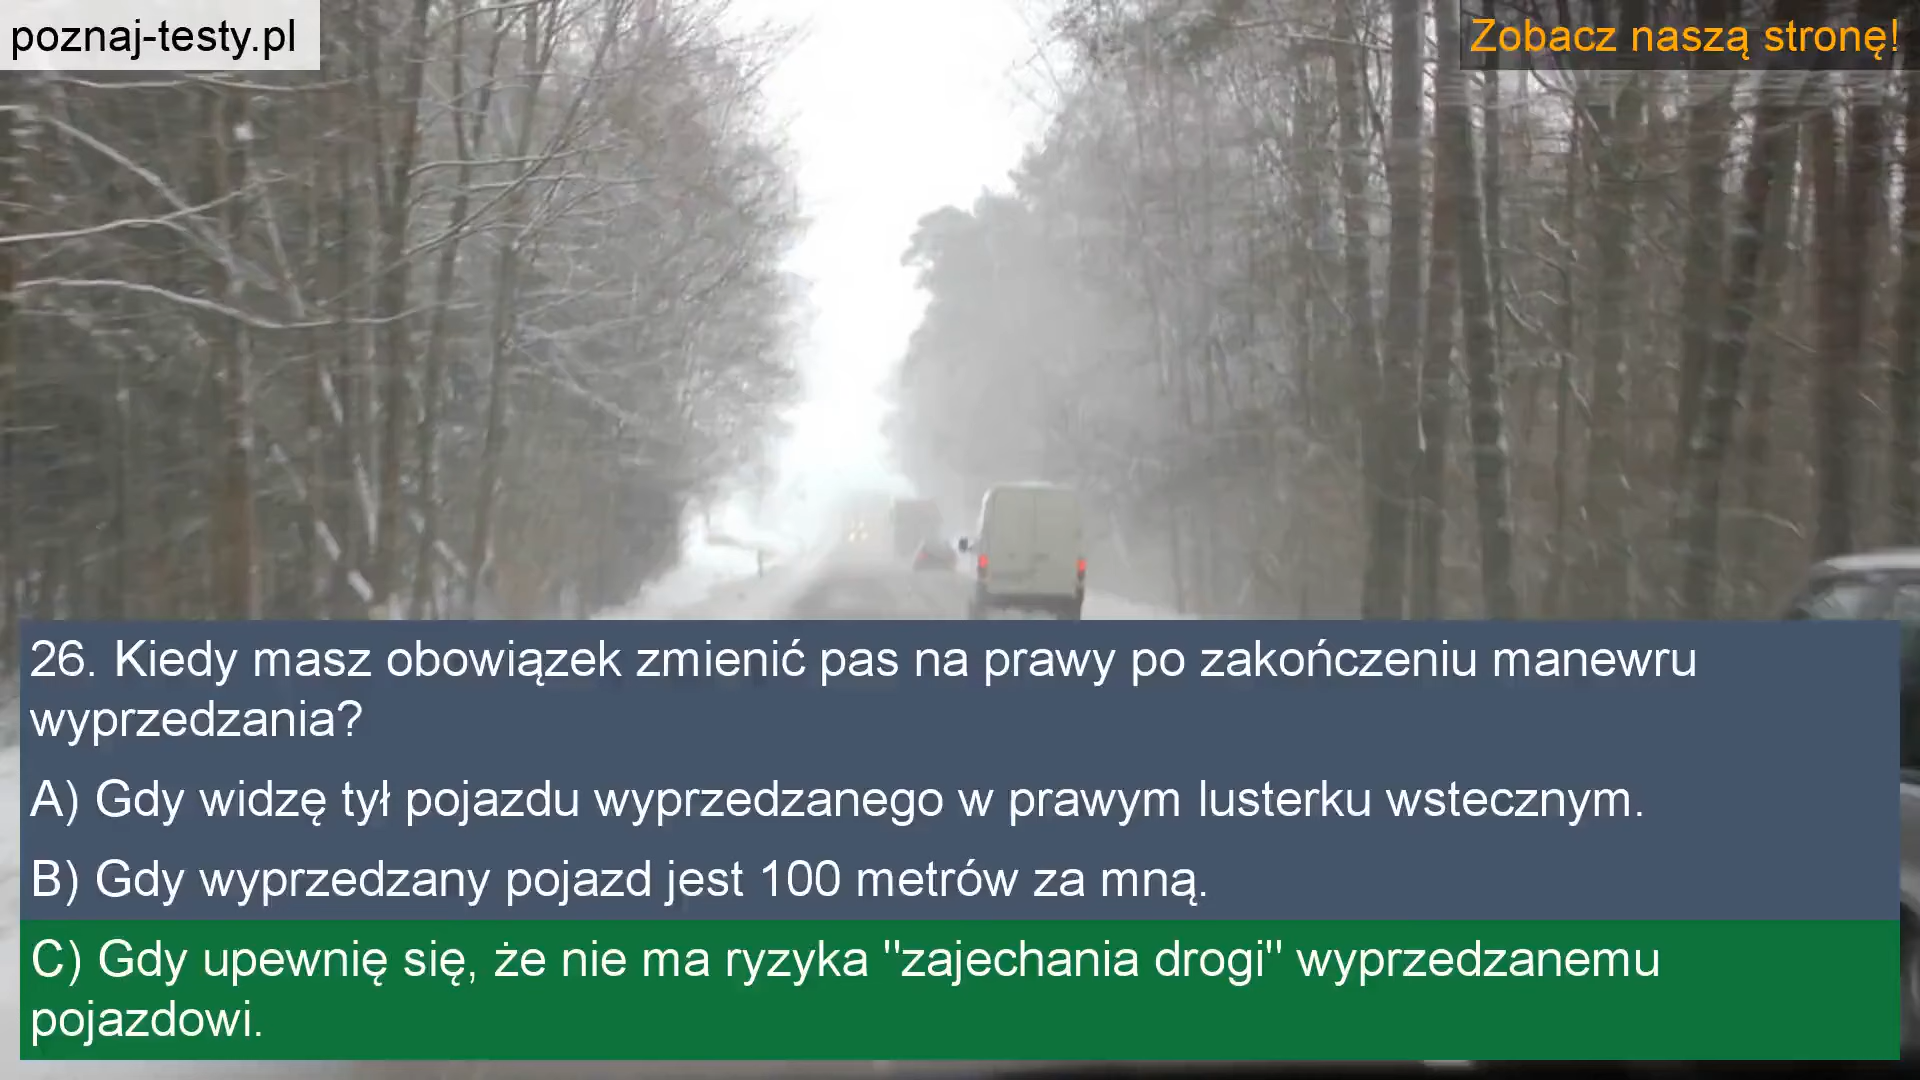 poznaj-testy.pl
Zobacz naszą stronę!
26. Kiedy masz obowiązek zmienić pas na prawy po zakończeniu manewru
wyprzedzania?
A) Gdy widzę tył pojazdu wyprzedzanego w prawym lusterku wstecznym.
B) Gdy wyprzedzany pojazd jest 100 metrów za mną.
C) Gdy upewnię się, że nie ma ryzyka "zajechania drogi" wyprzedzanemu
pojazdowi.